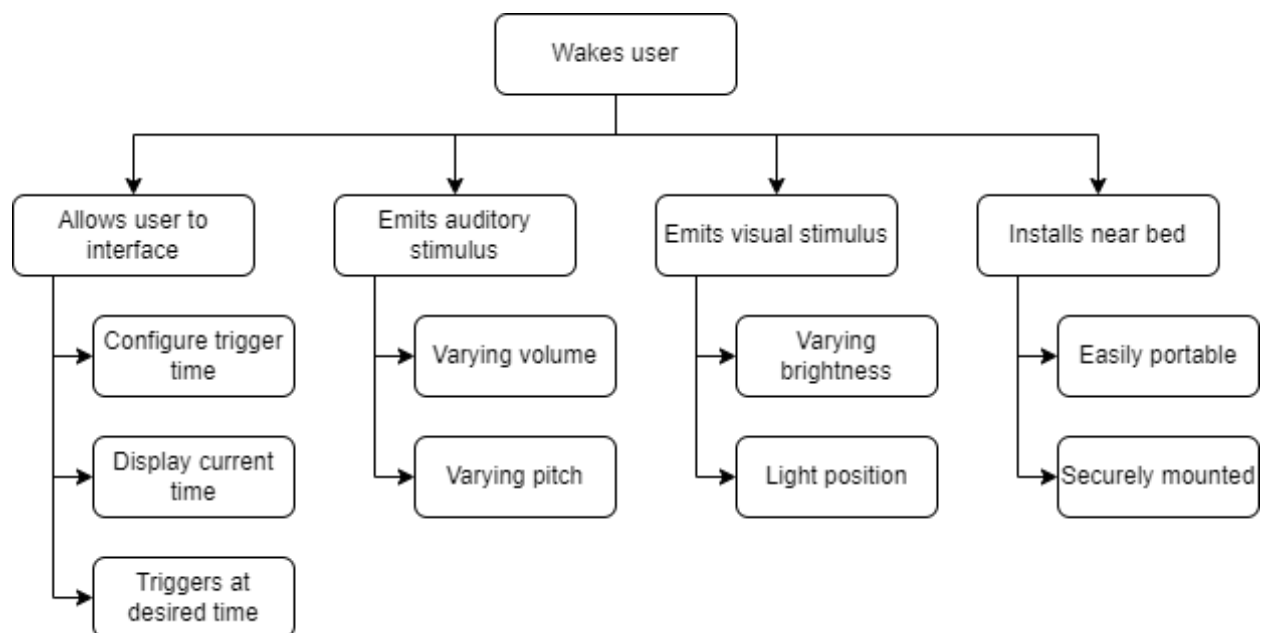 Wakes user
Allows user to
interface
Emits auditory
stimulus
Emits visual stimulus
Installs near bed
Configure trigger
time
Varying volume
Varying
brightness
Easily portable
Display current
time
Varying pitch
Light position
Securely mounted
Triggers at
desired time